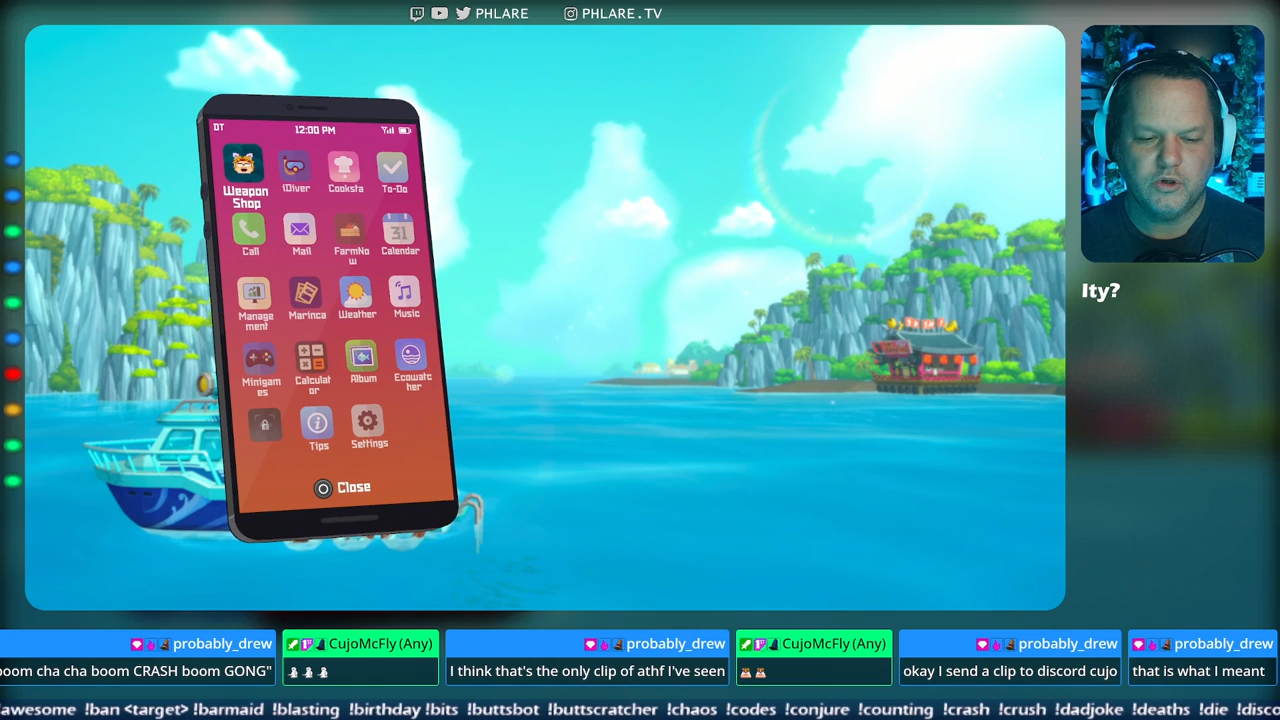 PHLARE
PHLARE.TV
DT
12:00 PM
Weapon
Shop
iDiver
Cooksta
To-Do
Call
Mail
FarmNo
w
31
Calendar
Manage
ment
Marinca
Weather
Music
Minigam
es
Calculat
or
Album
Ecowatc
her
Tips
Settings
Close
Ity?
probably_drew
boom cha cha boom CRASH boom GONG"
CujoMcFly (Any)
probably_drew
I think that's the only clip of athf I've seen
CujoMcFly (Any)
probably_drew
okay I send a clip to discord cujo
probably_drew
that is what I meant
!awesome !ban <target> !barmaid !blasting !birthday !bits !buttsbot !buttscratcher !chaos !codes !conjure !counting !crash !crush !dadjoke !deaths !die !disco